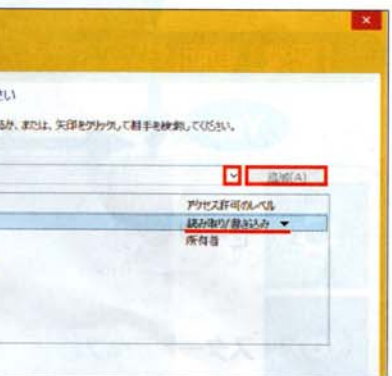 さい
るか、または、矢印をクリックして相手を検索してください。
追加(A)
アクセス許可のレベル
読み取り/書き込み ▼
所有者